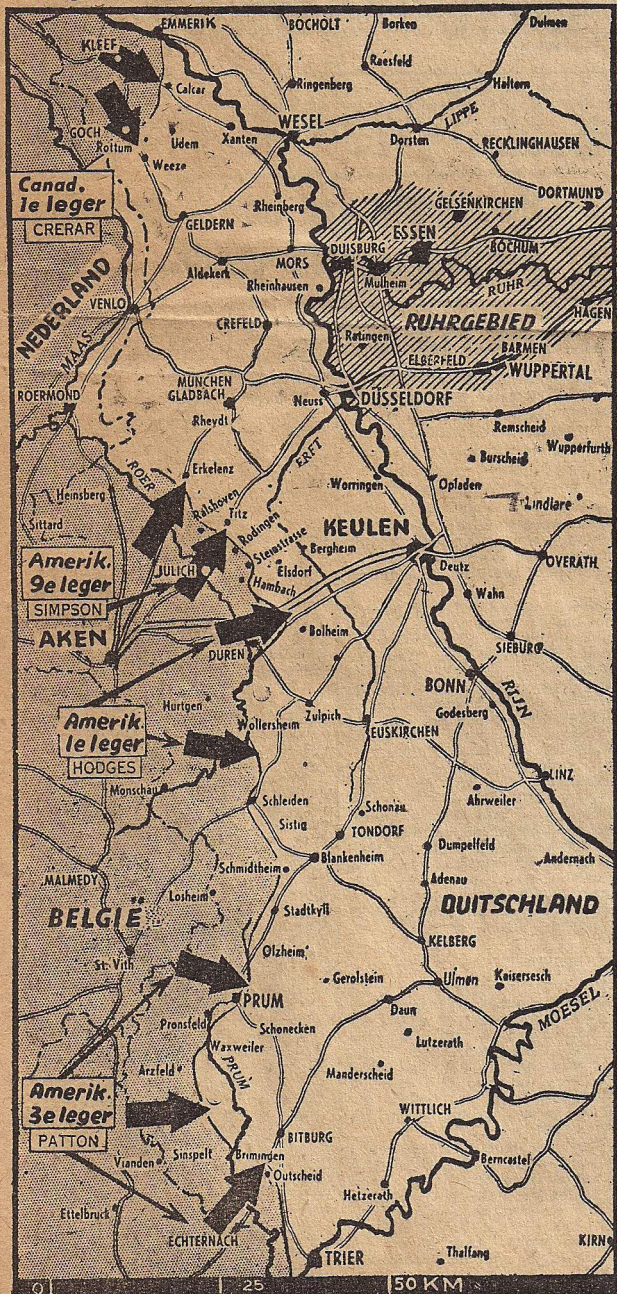 EMMERIK
BOCHOLT
Borken
Dulmen
KLEEF
Raesfeld
Calcar
Ringenberg
Haltern
LIPPE
WESEL
GOCH
Rottum
Udem
Xanten
Dorsten
RECKLINGHAUSEN
Weeze
Canad.
1e leger
CRERAR
Rheinberg
GELSENKIRCHEN
DORTMUND
GELDERN
ESSEN
BOCHUM
DUISBURG
Aldekerk
MORS
Mulheim
RUHR
Rheinhausen
NEDERLAND
VENLO
HAGEN
MAAS
CREFELD
RUHRGEBIED
Ratingen
BARMEN
ELBERFELD
WUPPERTAL
MÜNCHEN
GLADBACH
ROERMOND
Neuss
DÜSSELDORF
Rheydt
Remscheid
Wupperfurth
ERFT
Burscheid
ROER
Erkelenz
Worringen
Opladen
Heinsberg
Ralshoven
Titz
Lindlare
Sittard
Rodingen
KEULEN
Steinstrasse
Bergheim
Amerik.
9e leger
SIMPSON
JULICH
Elsdorf
Deutz
OVERATH
Hambach
Wahn
AKEN
Bolheim
DUREN
SIEBURG
BONN
RIJN
Hurtgen
Zulpich
Godesberg
Amerik.
1e leger
HODGES
Wollersheim
EUSKIRCHEN
LINZ
Monschau
Ahrweiler
Schleiden
Schonau
Sistig
TONDORF
Dumpelfeld
Blankenheim
Andernach
MALMEDY
Schmidtheim
Adenau
Losheim
BELGIË
Stadtkyll
DUITSCHLAND
KELBERG
Olzheim
St. Vith
Gerolstein
Ulmen
Kaisersesch
PRUM
Daun
MOESEL
Pronsfeld
Schonecken
Lutzerath
Waxweiler
Arzfeld
PRUM
Manderscheid
Amerik.
3e leger
PATTON
WITTLICH
BITBURG
Vianden
Sinspelt
Brimingen
Berncastel
Outscheid
Hetzerath
Ettelbruck
ECHTERNACH
KIRN
TRIER
Thalfang
0
25
50 KM